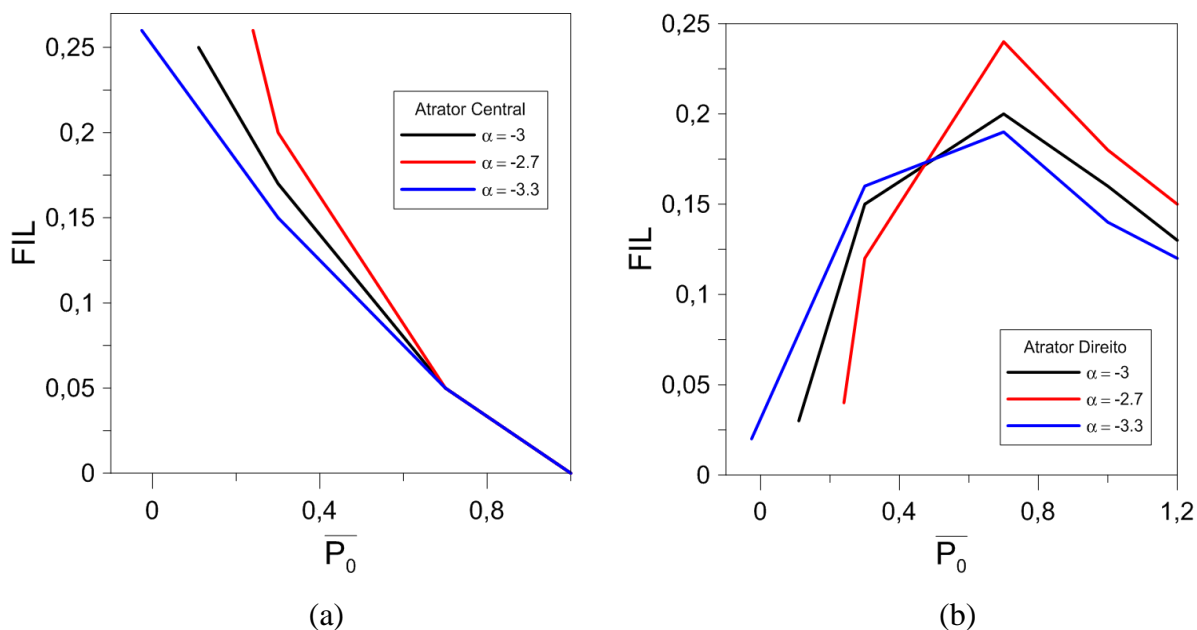 0,25
0,2
0,15
0,1
0,05
0
FIL
Atrator Central
α = -3
α = -2.7
α = -3.3
0
0,4
0,8
P₀
(a)
0,25
0,2
0,15
0,1
0,05
0
FIL
Atrator Direito
α = -3
α = -2.7
α = -3.3
0
0,4
0,8
1,2
P₀
(b)